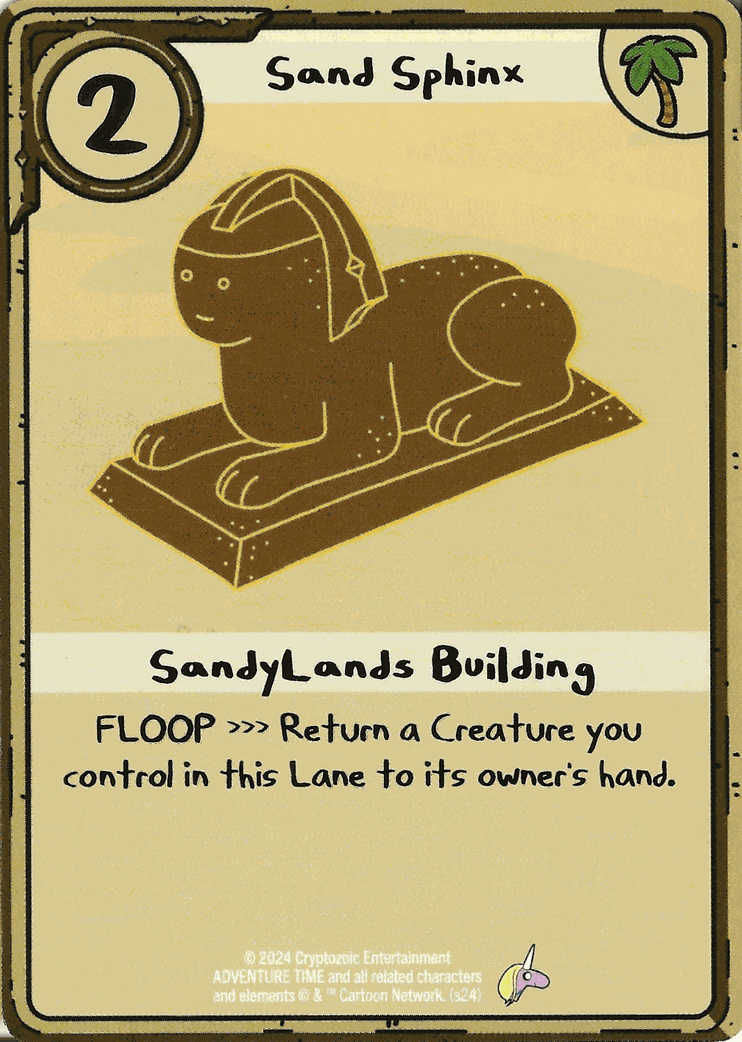 2
Sand Sphinx
SandyLands Building
FLOOP >>> Return a Creature you
control in this Lane to its owner's hand.
© 2024 Cryptozoic Entertainment
ADVENTURE TIME and all related characters
and elements © & ™ Cartoon Network. (s24)